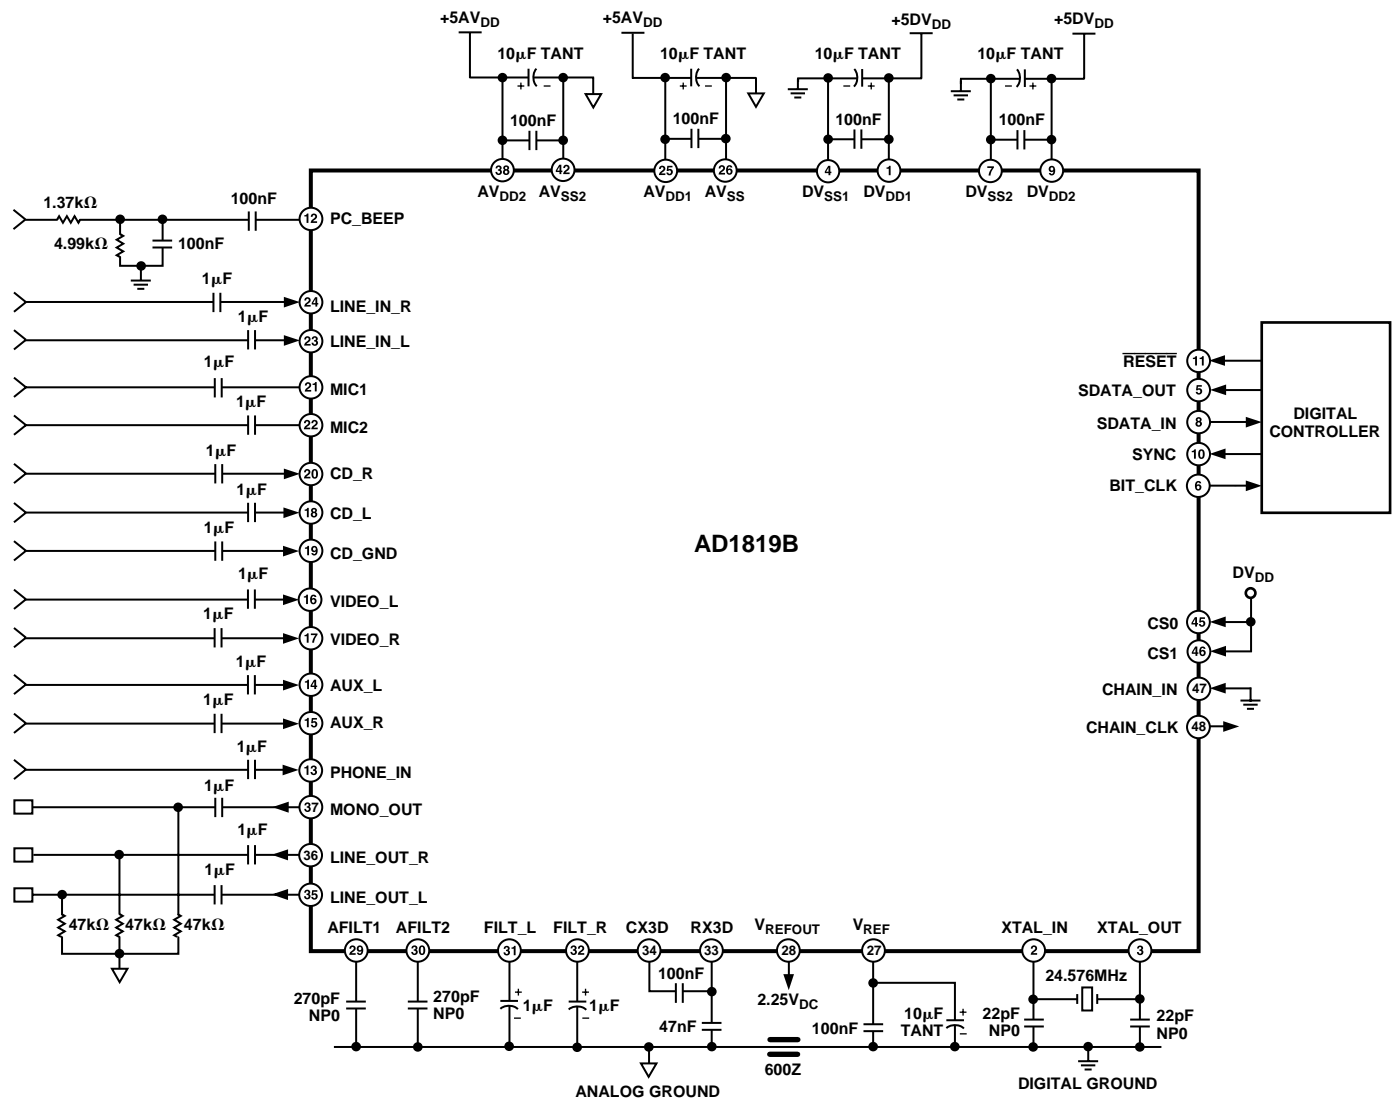 +5AVDD
+5AVDD
+5DVDD
+5DVDD
10μF TANT
10μF TANT
10μF TANT
10μF TANT
+ −
+ −
− +
− +
100nF
100nF
100nF
100nF
38
42
25
26
4
1
7
9
AVDD2
AVSS2
AVDD1
AVSS
DVSS1
DVDD1
DVSS2
DVDD2
1.37kΩ
100nF
12
PC_BEEP
4.99kΩ
100nF
1μF
24
LINE_IN_R
1μF
23
LINE_IN_L
1μF
21
MIC1
1μF
22
MIC2
1μF
20
CD_R
1μF
18
CD_L
1μF
19
CD_GND
1μF
16
VIDEO_L
1μF
17
VIDEO_R
1μF
14
AUX_L
1μF
15
AUX_R
1μF
13
PHONE_IN
1μF
37
MONO_OUT
1μF
36
LINE_OUT_R
1μF
35
LINE_OUT_L
47kΩ
47kΩ
47kΩ
AD1819B
RESET
11
SDATA_OUT
5
SDATA_IN
8
SYNC
10
BIT_CLK
6
DIGITAL
CONTROLLER
DVDD
CS0
45
CS1
46
CHAIN_IN
47
CHAIN_CLK
48
AFILT1
AFILT2
FILT_L
FILT_R
CX3D
RX3D
VREFOUT
VREF
XTAL_IN
XTAL_OUT
29
30
31
32
34
33
28
27
2
3
270pF
NP0
270pF
NP0
+
1μF
−
+
1μF
−
100nF
47nF
2.25VDC
100nF
10μF
TANT
+
−
24.576MHz
22pF
NP0
22pF
NP0
600Z
ANALOG GROUND
DIGITAL GROUND